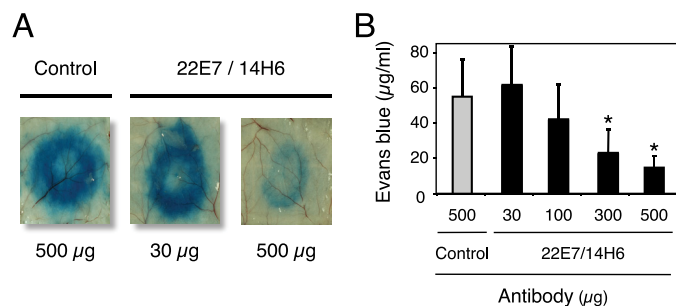 A
Control
22E7 / 14H6
500 µg
30 µg
500 µg
B
Evans blue (µg/ml)
80
60
40
20
0
*
*
500
30
100
300
500
Control
22E7/14H6
Antibody (µg)